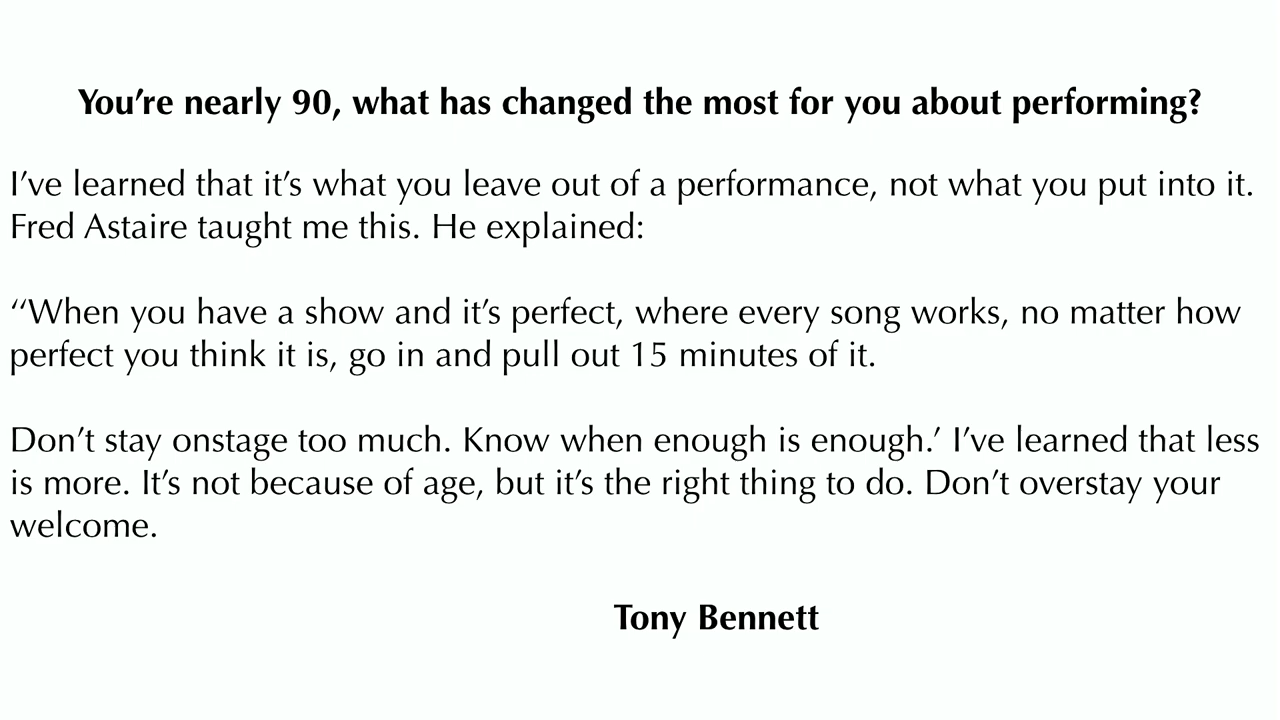 You’re nearly 90, what has changed the most for you about performing?
I’ve learned that it’s what you leave out of a performance, not what you put into it.
Fred Astaire taught me this. He explained:
‘‘When you have a show and it’s perfect, where every song works, no matter how
perfect you think it is, go in and pull out 15 minutes of it.
Don’t stay onstage too much. Know when enough is enough.’ I’ve learned that less
is more. It’s not because of age, but it’s the right thing to do. Don’t overstay your
welcome.
Tony Bennett